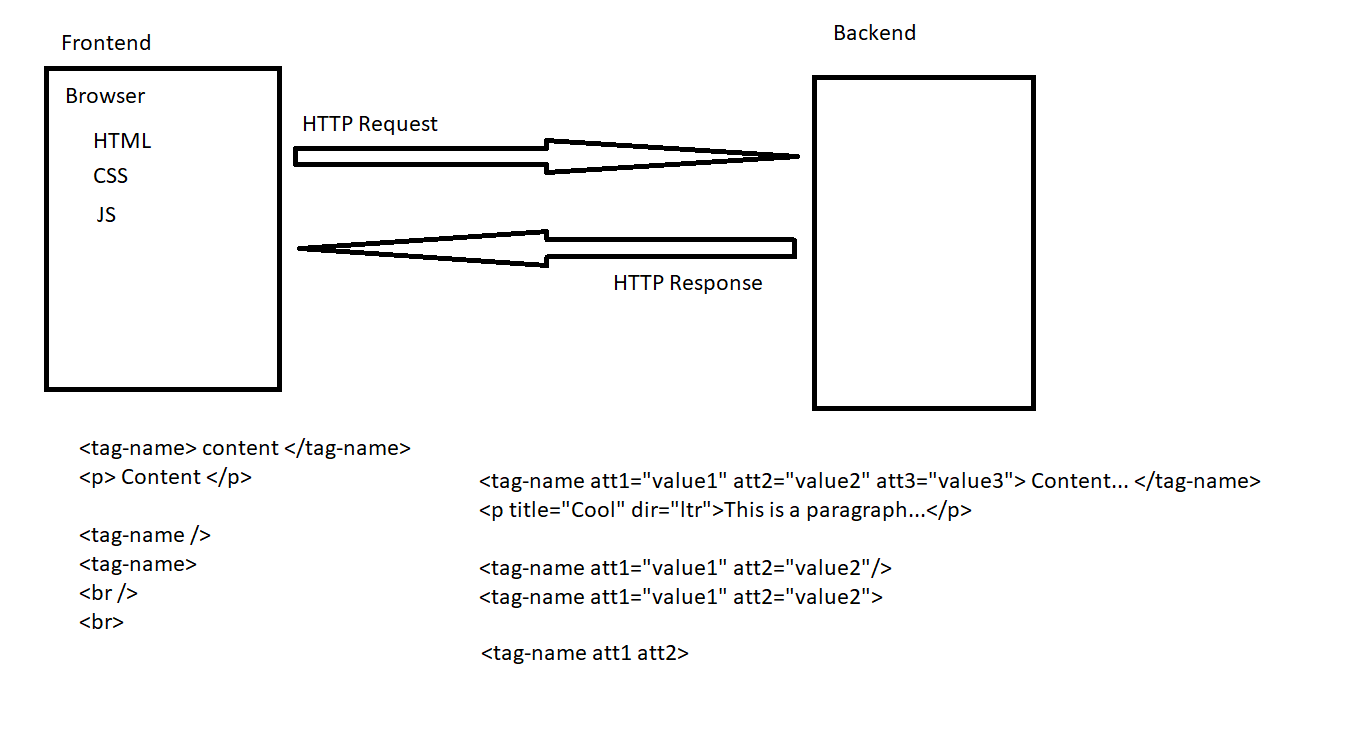 Frontend
Backend
Browser
HTML
CSS
JS
HTTP Request
HTTP Response
<tag-name> content </tag-name>
<p> Content </p>
<tag-name />
<tag-name>
<br />
<br>
<tag-name att1="value1" att2="value2" att3="value3"> Content... </tag-name>
<p title="Cool" dir="ltr">This is a paragraph...</p>
<tag-name att1="value1" att2="value2"/>
<tag-name att1="value1" att2="value2">
<tag-name att1 att2>